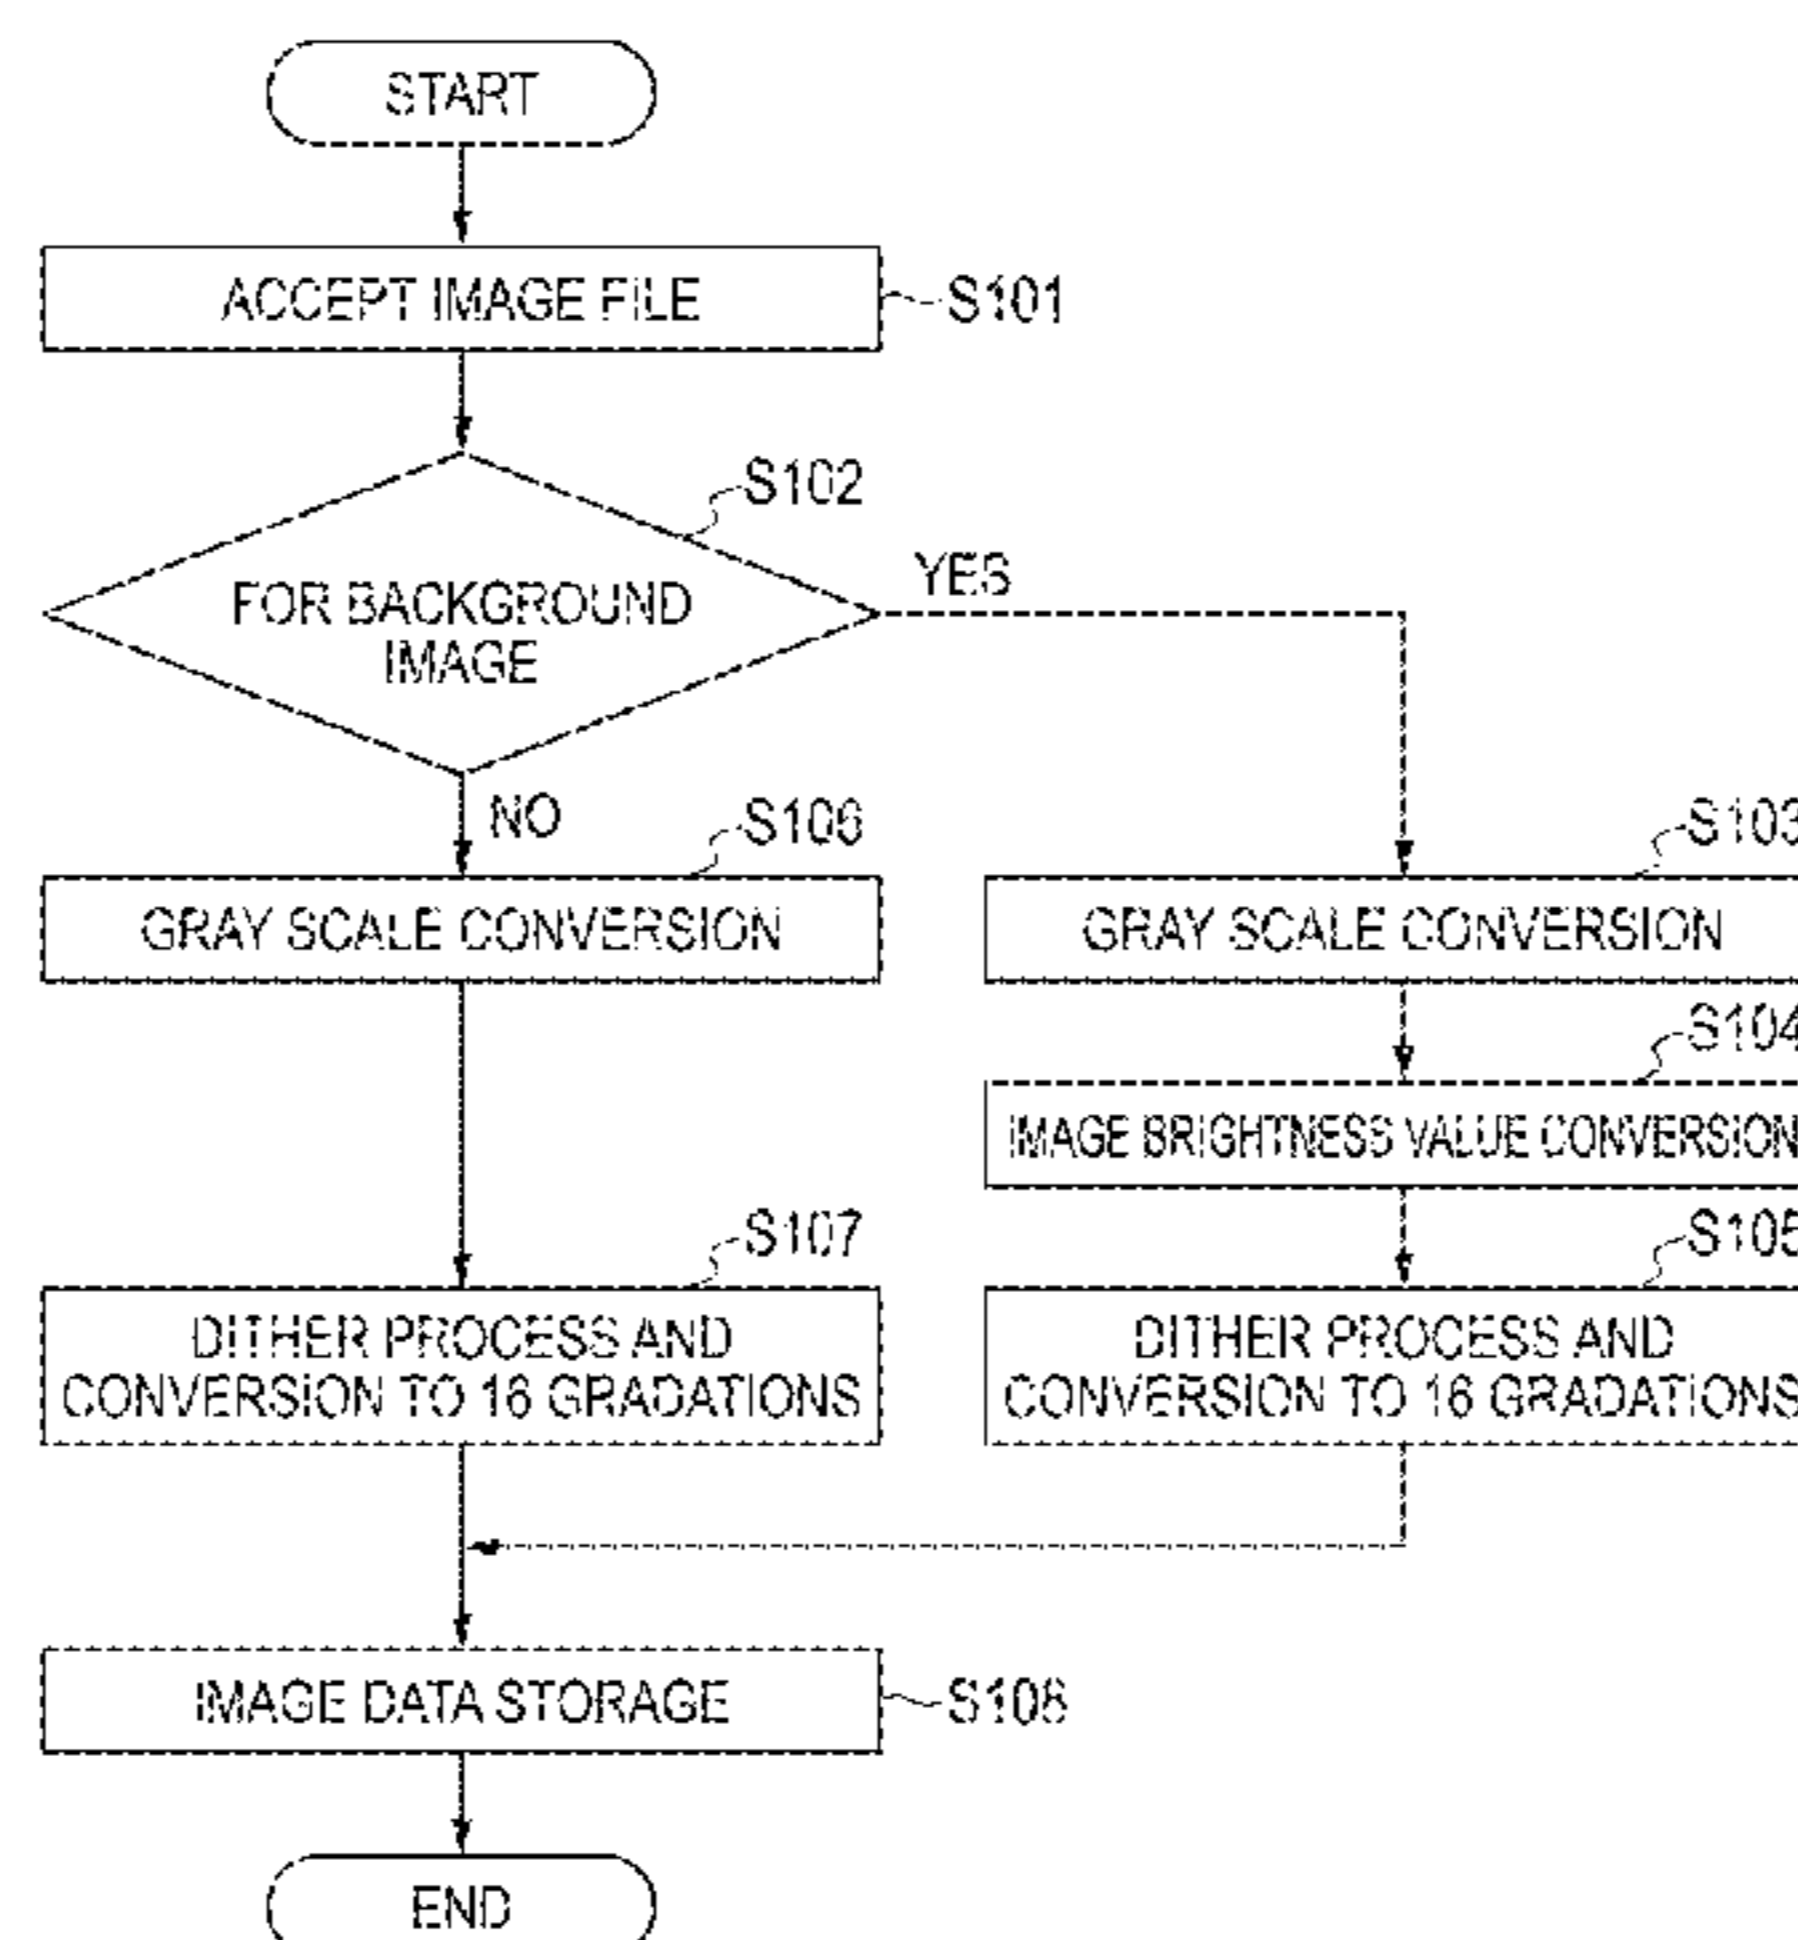 START
ACCEPT IMAGE FILE
S101
S102
FOR BACKGROUND
IMAGE
YES
NO
S106
GRAY SCALE CONVERSION
S103
GRAY SCALE CONVERSION
S104
IMAGE BRIGHTNESS VALUE CONVERSION
S107
DITHER PROCESS AND
CONVERSION TO 16 GRADATIONS
S105
DITHER PROCESS AND
CONVERSION TO 16 GRADATIONS
IMAGE DATA STORAGE
S108
END